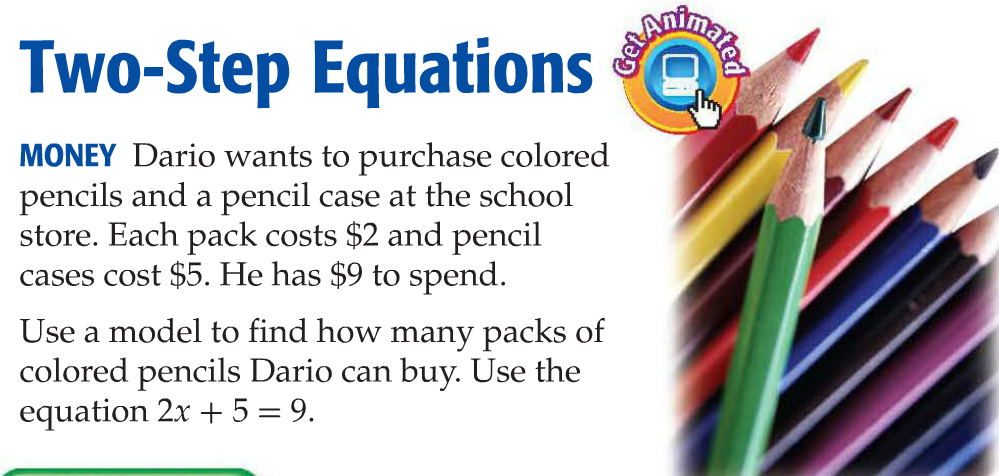 Get Animated
Two-Step Equations
MONEY Dario wants to purchase colored
pencils and a pencil case at the school
store. Each pack costs $2 and pencil
cases cost $5. He has $9 to spend.
Use a model to find how many packs of
colored pencils Dario can buy. Use the
equation 2x + 5 = 9.